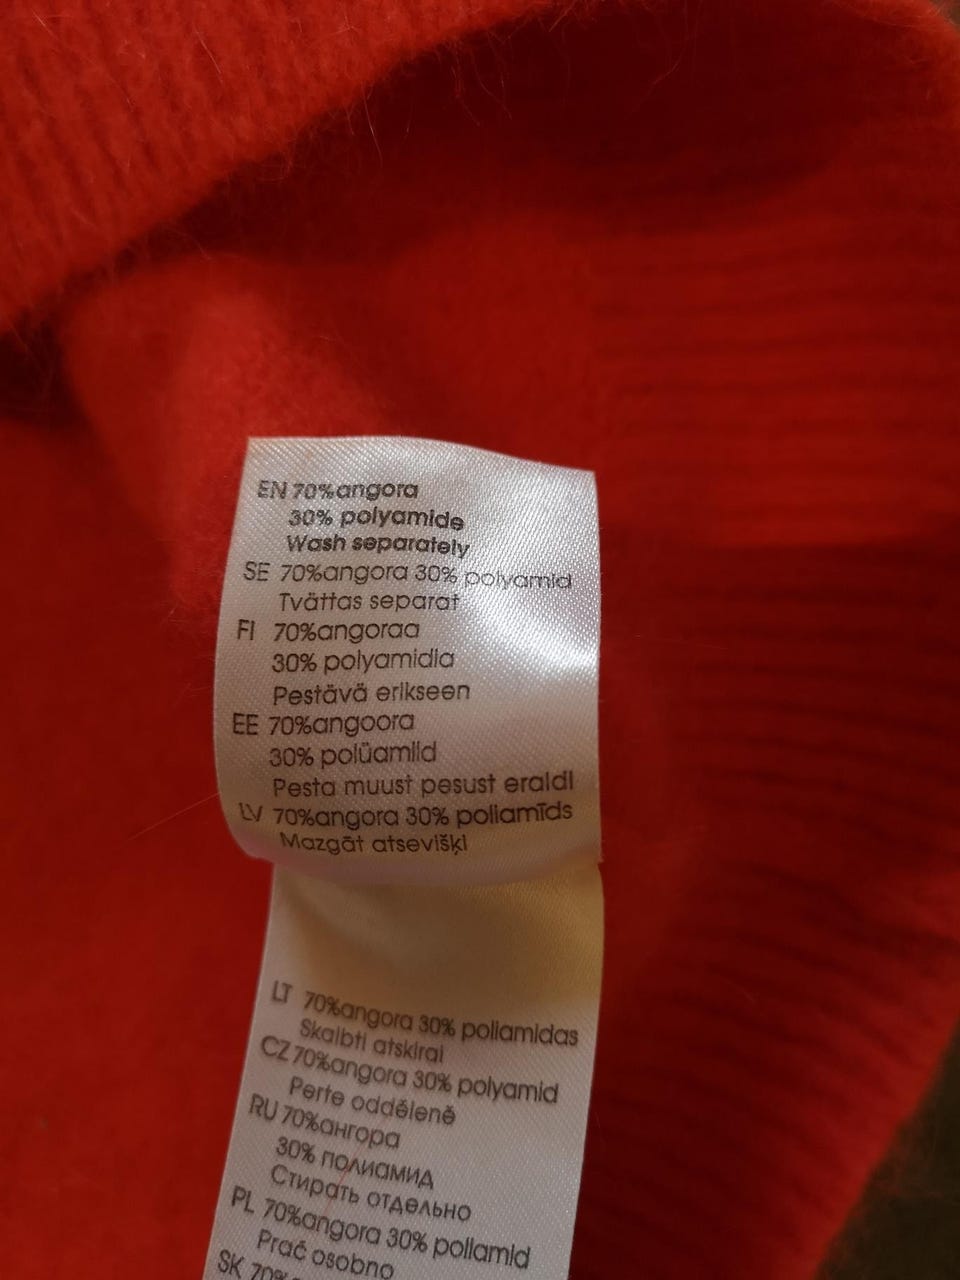 EN 70%angora
30% polyamide
Wash separately
SE 70%angora 30% polyamid
Tvättas separat
FI 70%angoraa
30% polyamidia
Pestävä erikseen
EE 70%angoora
30% polüamiid
Pesta muust pesust eraldi
LV 70%angora 30% poliamīds
Mazgāt atsevišķi
LT 70%angora 30% poliamidas
Skalbti atskirai
CZ 70%angora 30% polyamid
Perte odděleně
RU 70%ангора
30% полиамид
Стирать отдельно
PL 70%angora 30% poliamid
Prać osobno
SK 70%